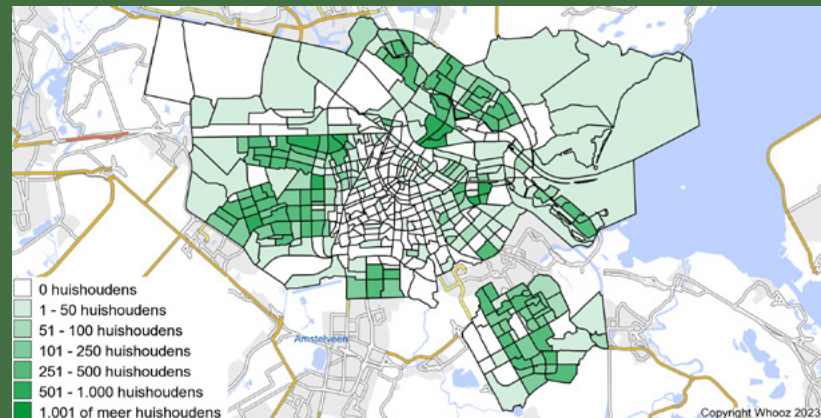 Amstelveen
0 huishoudens
1 - 50 huishoudens
51 - 100 huishoudens
101 - 250 huishoudens
251 - 500 huishoudens
501 - 1.000 huishoudens
1.001 of meer huishoudens
Copyright Whooz 2023